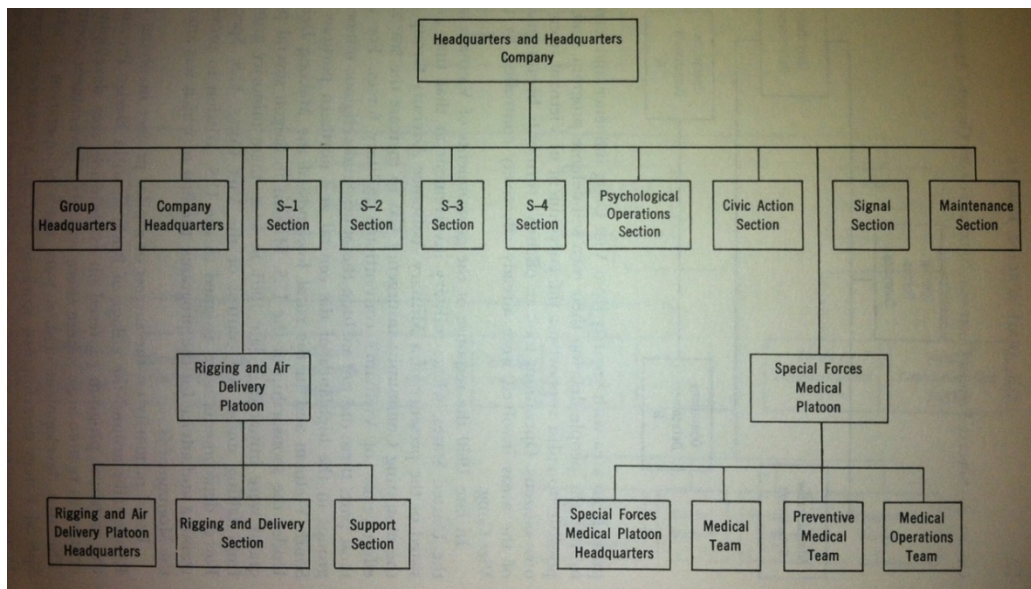 Headquarters and Headquarters
Company
Group
Headquarters
Company
Headquarters
S-1
Section
S-2
Section
S-3
Section
S-4
Section
Psychological
Operations
Section
Civic Action
Section
Signal
Section
Maintenance
Section
Rigging and Air
Delivery
Platoon
Special Forces
Medical
Platoon
Rigging and Air
Delivery Platoon
Headquarters
Rigging and Delivery
Section
Support
Section
Special Forces
Medical Platoon
Headquarters
Medical
Team
Preventive
Medical
Team
Medical
Operations
Team